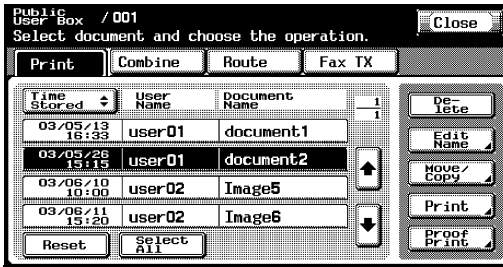 Public
User Box / 001
Close
Select document and choose the operation.
Print Combine Route Fax TX
Time
Stored
User
Name
Document
Name
1
1
De-
lete
03/05/13
16:33
user01 document1
Edit
Name
03/05/26
15:15
user01 document2
Move/
Copy
03/06/10
10:00
user02 Image5
Print
03/06/11
15:20
user02 Image6
Proof
Print
Reset
Select
All